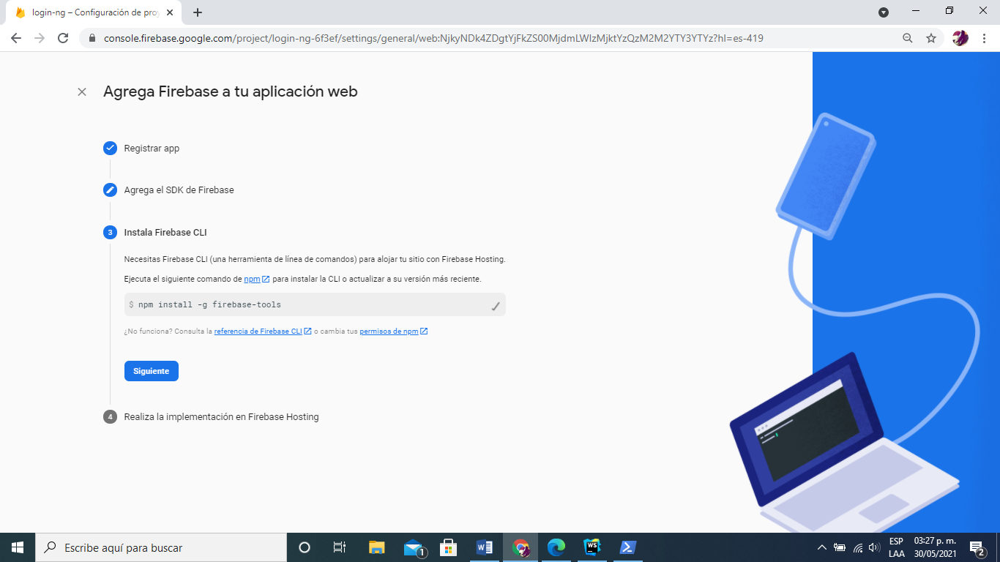 login-ng – Configuración de proy
console.firebase.google.com/project/login-ng-6f3ef/settings/general/web:NjkyNDk4ZDgtYjFkZS00MjdmLWIzMjktYzQzM2M2YTY3YTYz?hl=es-419
Agrega Firebase a tu aplicación web
Registrar app
Agrega el SDK de Firebase
3 Instala Firebase CLI
Necesitas Firebase CLI (una herramienta de línea de comandos) para alojar tu sitio con Firebase Hosting.
Ejecuta el siguiente comando de npm para instalar la CLI o actualizar a su versión más reciente.
$ npm install -g firebase-tools
¿No funciona? Consulta la referencia de Firebase CLI o cambia tus permisos de npm
Siguiente
4 Realiza la implementación en Firebase Hosting
Escribe aquí para buscar
1
W
WS
ESP
LAA
03:27 p. m.
30/05/2021
2